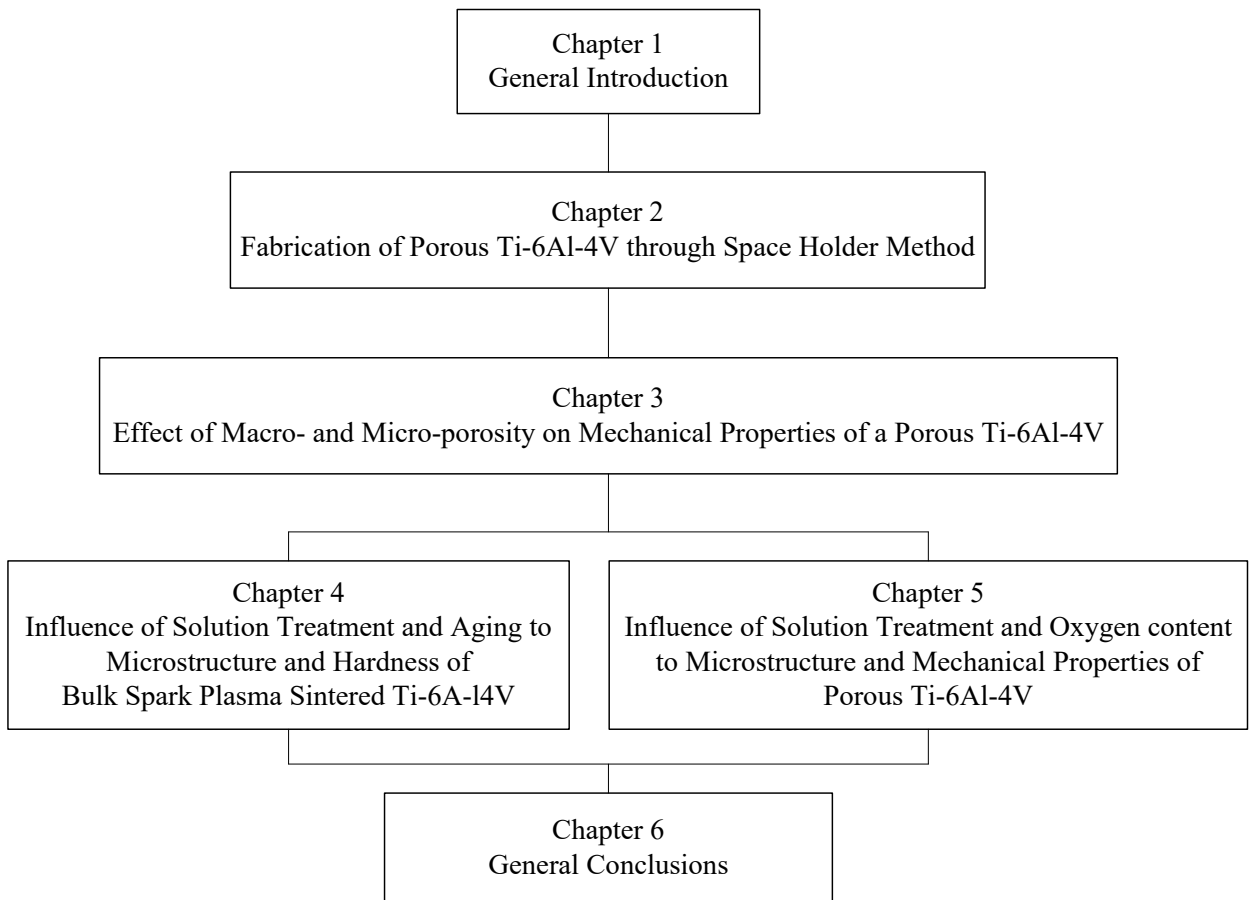 Chapter 1
General Introduction
Chapter 2
Fabrication of Porous Ti-6Al-4V through Space Holder Method
Chapter 3
Effect of Macro- and Micro-porosity on Mechanical Properties of a Porous Ti-6Al-4V
Chapter 4
Influence of Solution Treatment and Aging to
Microstructure and Hardness of
Bulk Spark Plasma Sintered Ti-6A-l4V
Chapter 5
Influence of Solution Treatment and Oxygen content
to Microstructure and Mechanical Properties of
Porous Ti-6Al-4V
Chapter 6
General Conclusions